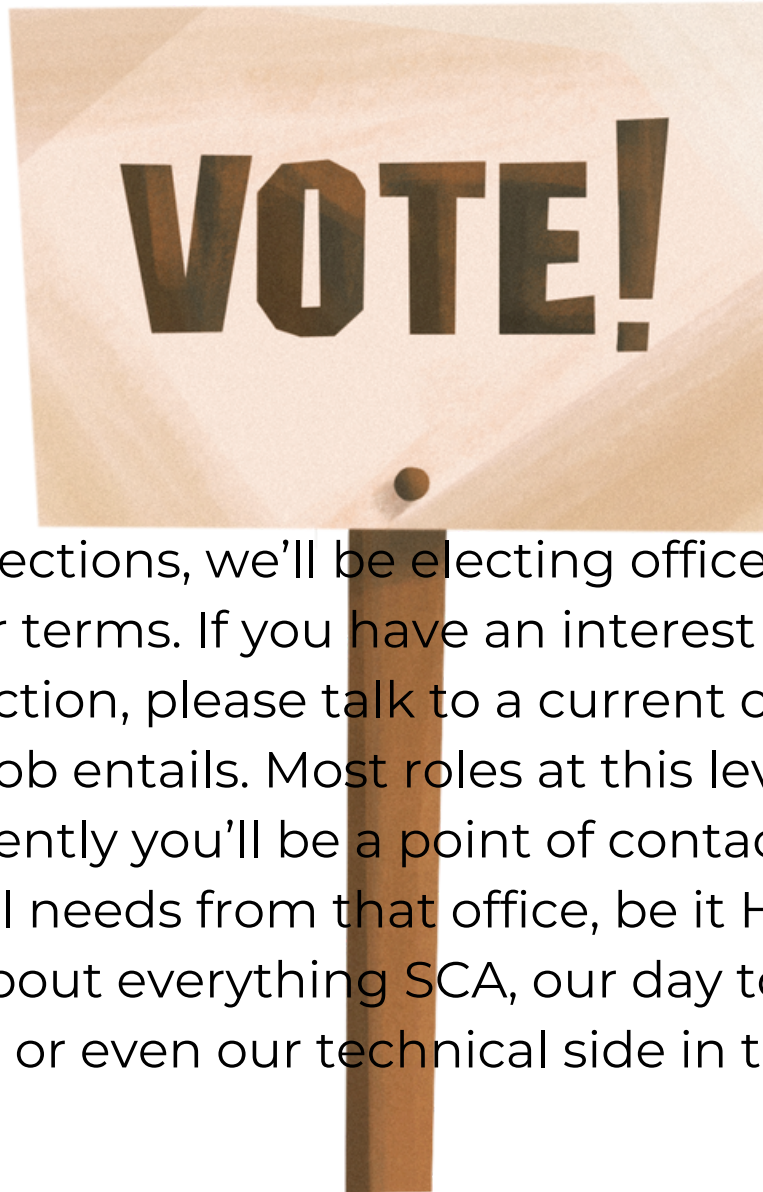 VOTE!
ections, we'll be electing office
r terms. If you have an interest
ction, please talk to a current o
ob entails. Most roles at this lev
ently you'll be a point of contac
l needs from that office, be it H
bout everything SCA, our day to
or even our technical side in t